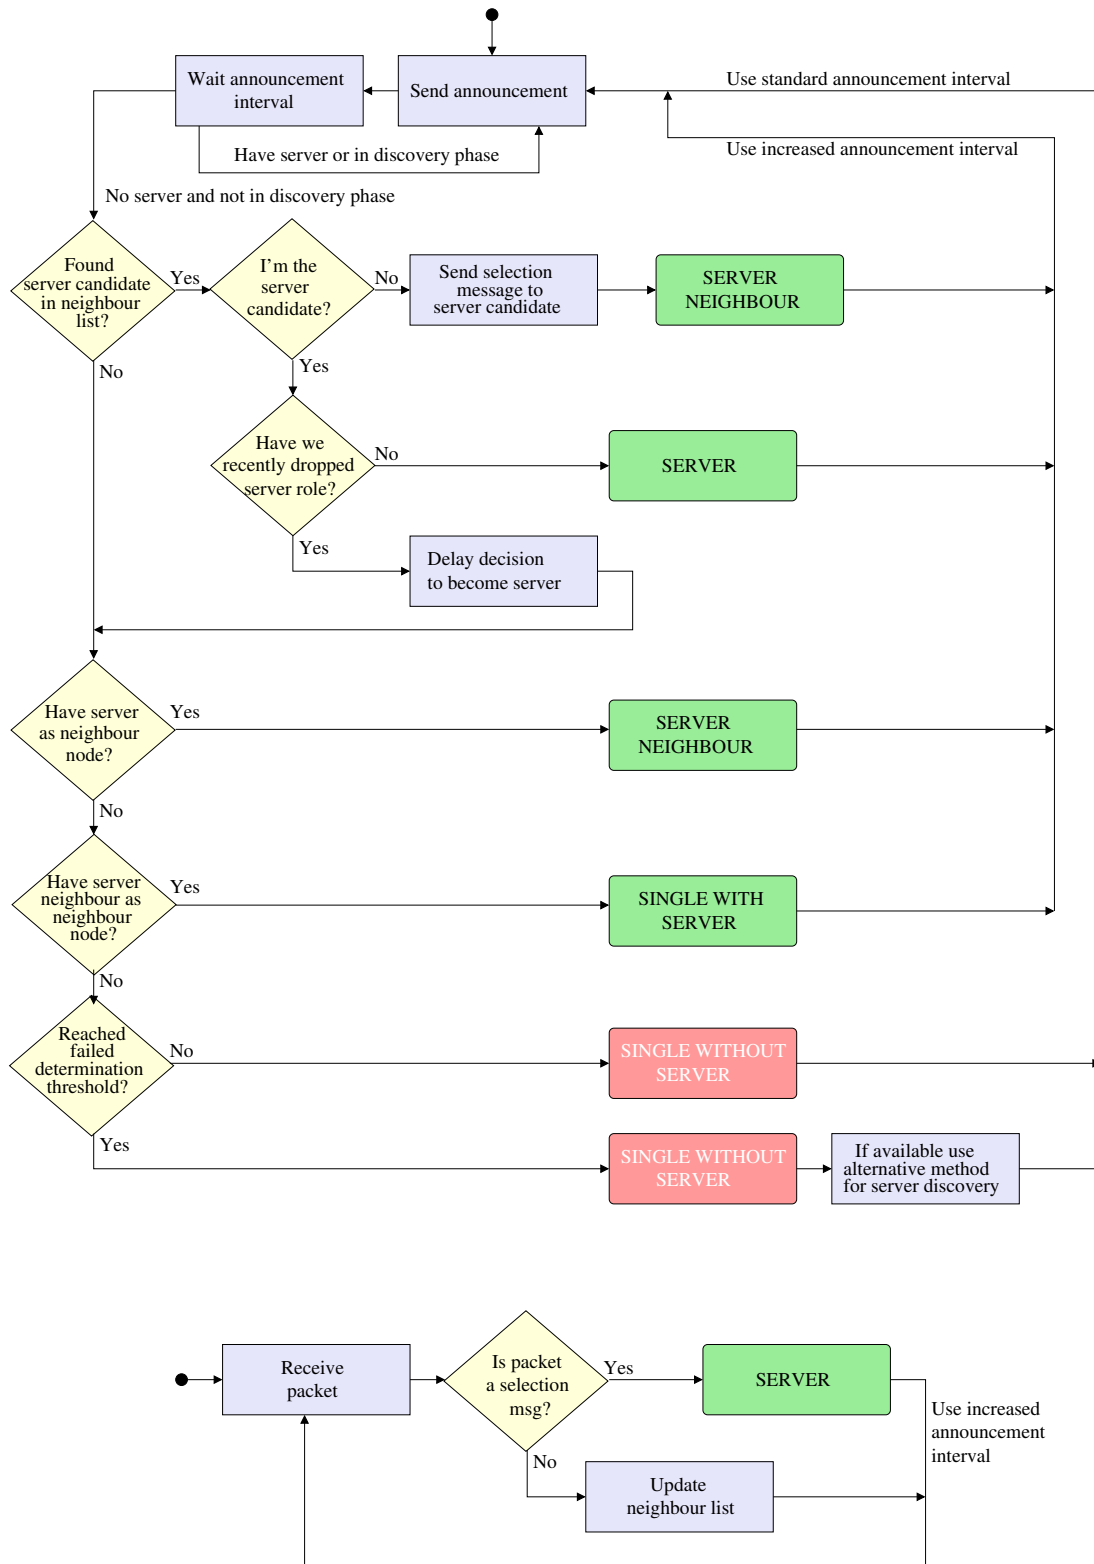 Wait announcement
interval
Send announcement
Use standard announcement interval
Have server or in discovery phase
Use increased announcement interval
No server and not in discovery phase
Found
server candidate
in neighbour
list?
Yes
I'm the
server
candidate?
No
Send selection
message to
server candidate
SERVER
NEIGHBOUR
No
Yes
Have we
recently dropped
server role?
No
SERVER
Yes
Delay decision
to become server
Have server
as neighbour
node?
Yes
SERVER
NEIGHBOUR
No
Have server
neighbour as
neighbour
node?
Yes
SINGLE WITH
SERVER
No
Reached
failed
determination
threshold?
No
SINGLE WITHOUT
SERVER
Yes
SINGLE WITHOUT
SERVER
If available use
alternative method
for server discovery
Receive
packet
Is packet
a selection
msg?
Yes
SERVER
Use increased
announcement
interval
No
Update
neighbour list